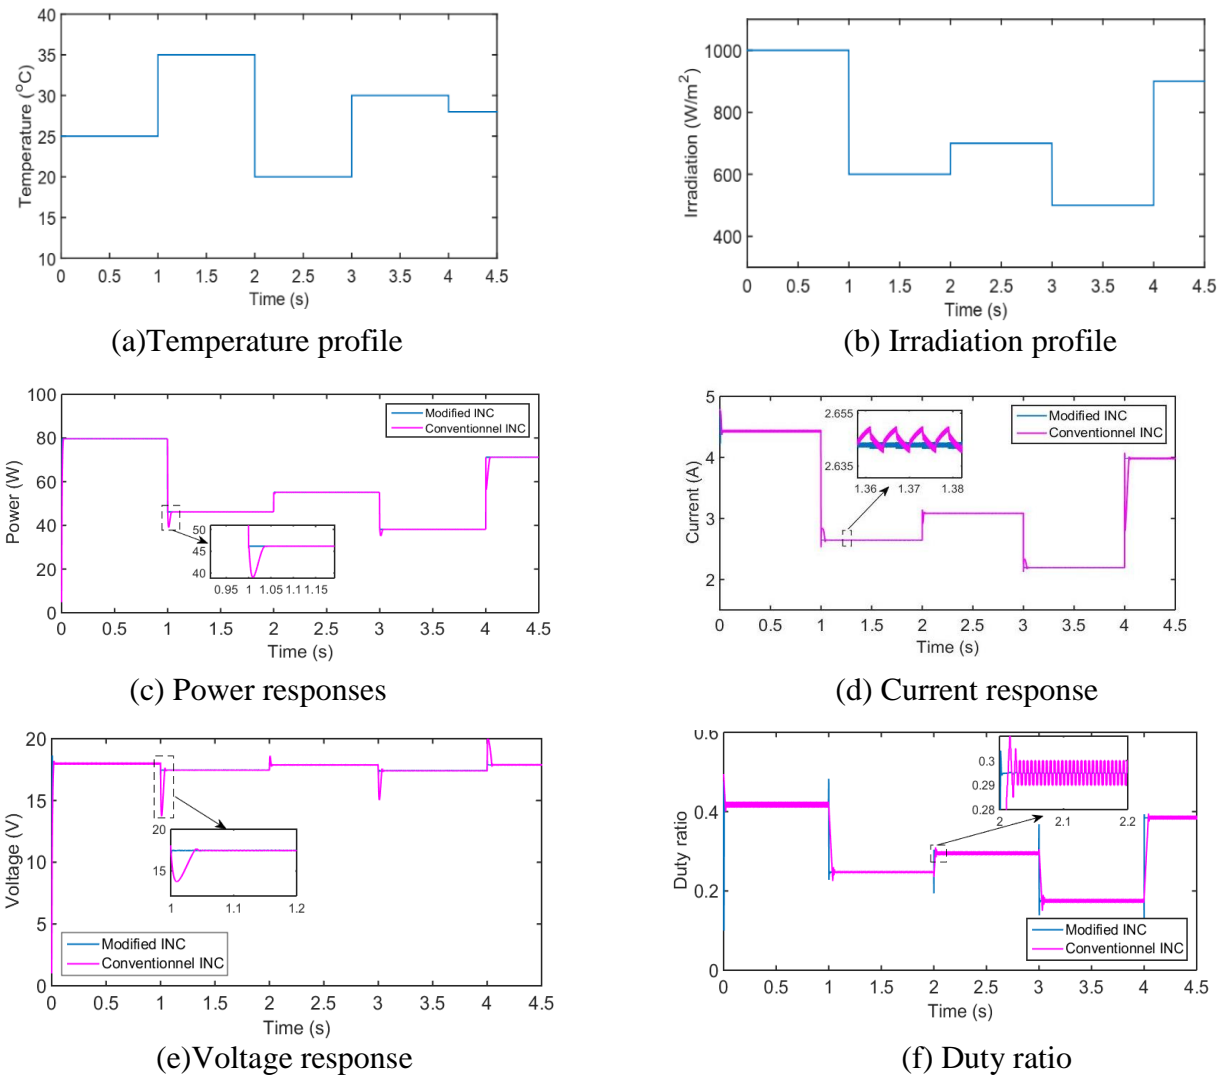 40
35
30
25
20
15
10
Temperature (°C)
0 0.5 1 1.5 2 2.5 3 3.5 4 4.5
Time (s)
(a)Temperature profile
1000
800
600
400
Irradiation (W/m²)
0 0.5 1 1.5 2 2.5 3 3.5 4 4.5
Time (s)
(b) Irradiation profile
100
80
60
40
20
0
Power (W)
Modified INC
Conventionnel INC
50
45
40
0.95 1 1.05 1.1 1.15
0 0.5 1 1.5 2 2.5 3 3.5 4 4.5
Time (s)
(c) Power responses
5
4
3
2
Current (A)
2.655
2.635
1.36 1.37 1.38
Modified INC
Conventionnel INC
0 0.5 1 1.5 2 2.5 3 3.5 4 4.5
Time (s)
(d) Current response
20
15
10
5
0
Voltage (V)
20
15
1 1.1 1.2
Modified INC
Conventionnel INC
0 0.5 1 1.5 2 2.5 3 3.5 4 4.5
Time (s)
(e)Voltage response
0.6
0.4
0.2
0
Duty ratio
0.3
0.29
0.28
2 2.1 2.2
Modified INC
Conventionnel INC
0 0.5 1 1.5 2 2.5 3 3.5 4 4.5
Time (s)
(f) Duty ratio